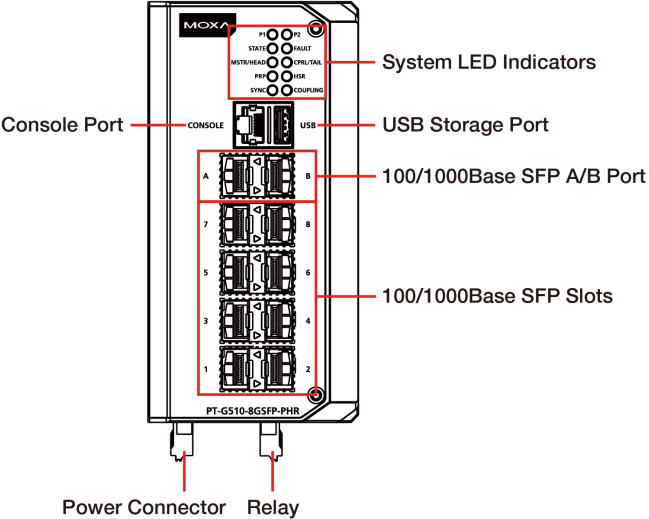 MOXA
P1 P2
STATE FAULT
MSTR/HEAD CPRL/TAIL
PRP HSR
SYNC COUPLING
System LED Indicators
Console Port
CONSOLE USB
USB Storage Port
A B
100/1000Base SFP A/B Port
7 8
5 6
100/1000Base SFP Slots
3 4
1 2
PT-G510-8GSFP-PHR
Power Connector Relay